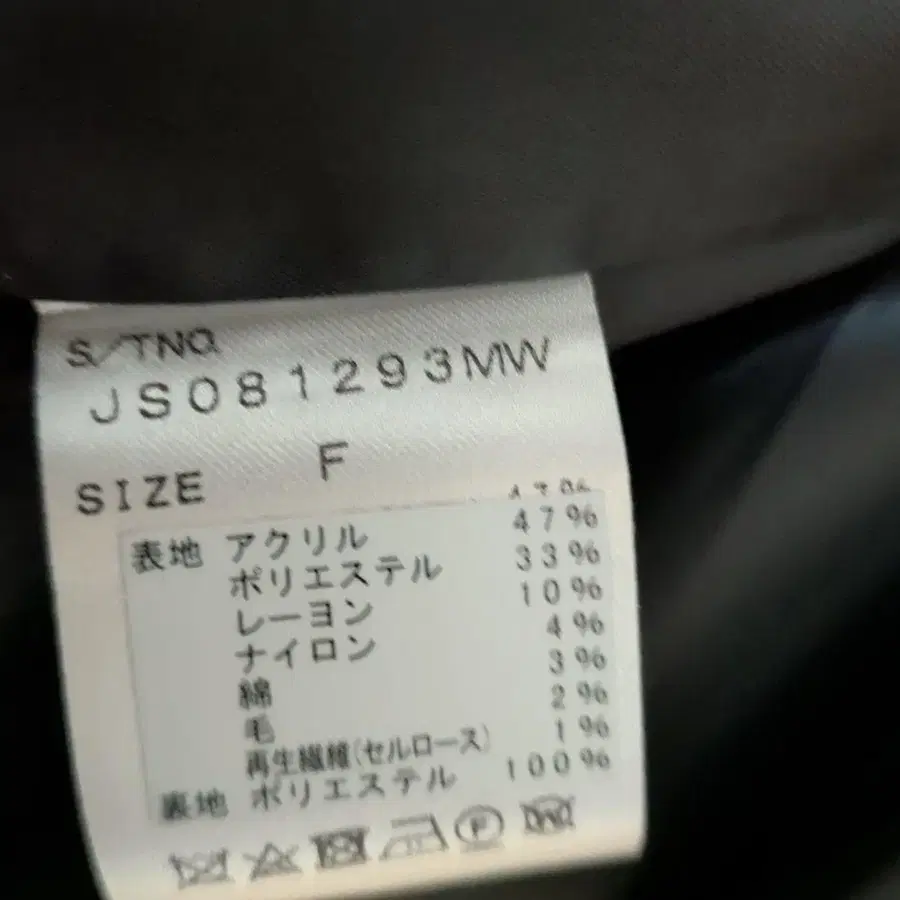 S/TNO.
JS081293MW
SIZE F
47%
表地 アクリル 47%
ポリエステル 33%
レーヨン 10%
ナイロン 4%
綿 3%
毛 2%
再生繊維(セルロース) 1%
裏地 ポリエステル 100%
F
W